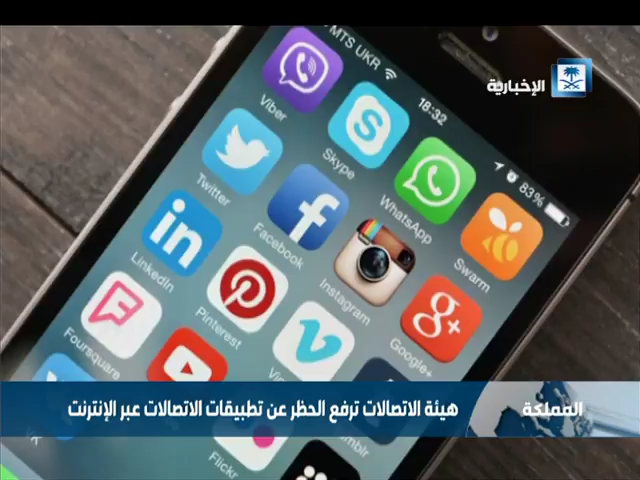 MTS UKR
18:32
83%
الإخبارية
Viber
Skype
WhatsApp
Swarm
Twitter
Facebook
Instagram
Google+
LinkedIn
Pinterest
Vimeo
Foursquare
Flickr
المملكة
هيئة الاتصالات ترفع الحظر عن تطبيقات الاتصالات عبر الإنترنت